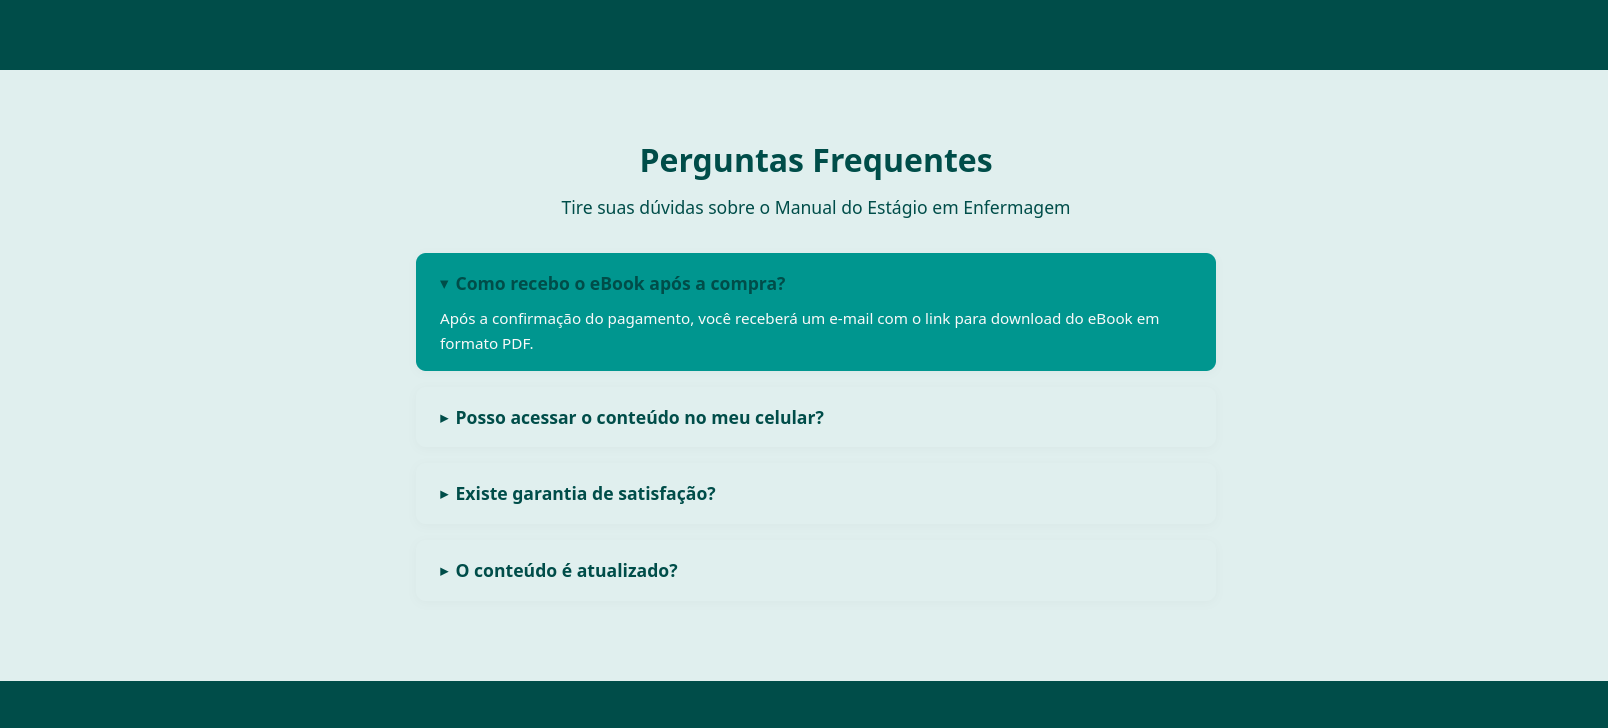 Perguntas Frequentes
Tire suas dúvidas sobre o Manual do Estágio em Enfermagem
▾ Como recebo o eBook após a compra?
Após a confirmação do pagamento, você receberá um e-mail com o link para download do eBook em
formato PDF.
▸ Posso acessar o conteúdo no meu celular?
▸ Existe garantia de satisfação?
▸ O conteúdo é atualizado?